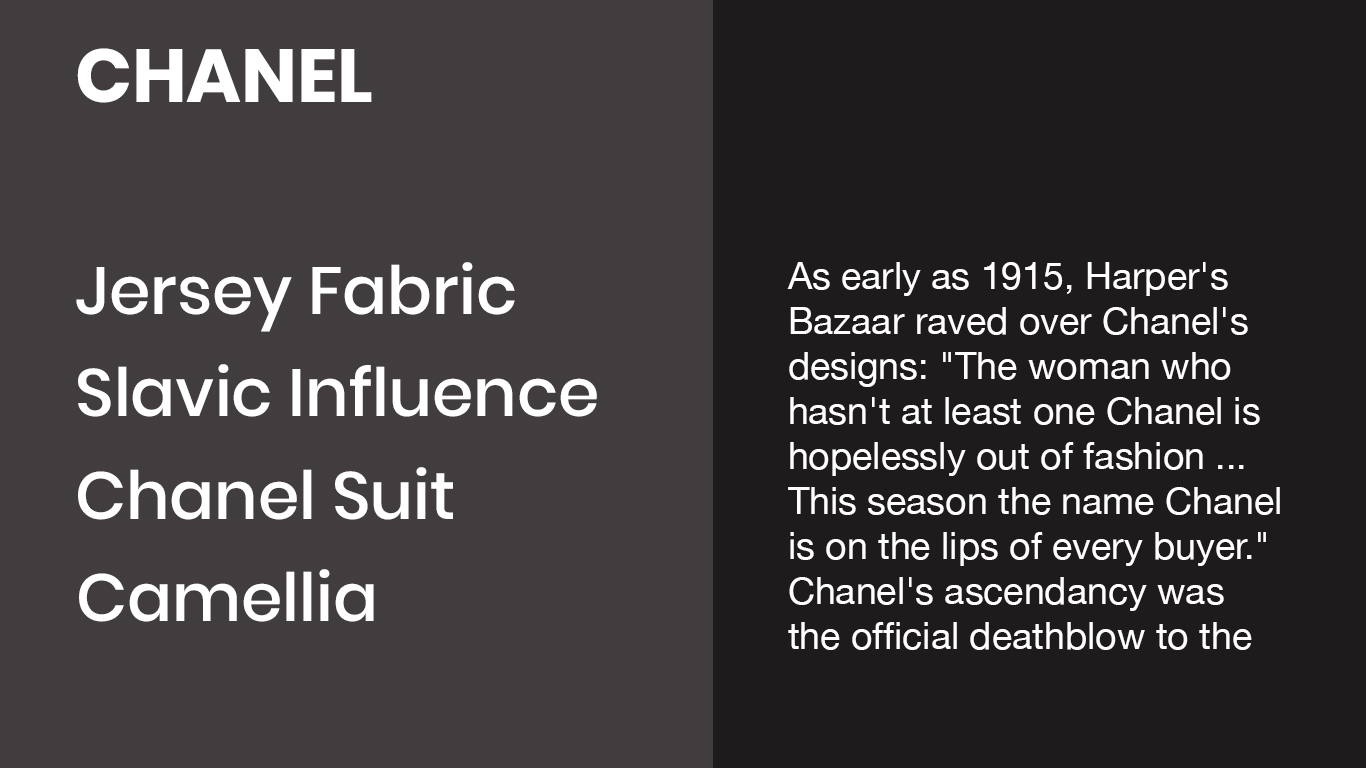 CHANEL
Jersey Fabric
Slavic Influence
Chanel Suit
Camellia
As early as 1915, Harper's
Bazaar raved over Chanel's
designs: "The woman who
hasn't at least one Chanel is
hopelessly out of fashion ...
This season the name Chanel
is on the lips of every buyer."
Chanel's ascendancy was
the official deathblow to the